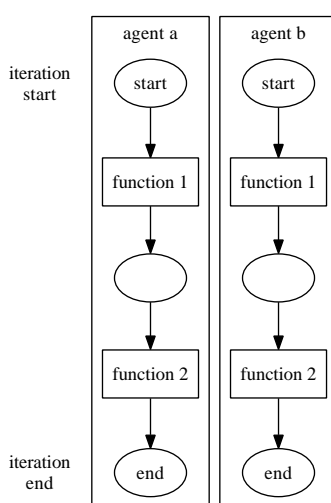 agent a
agent b
iteration
start
start
start
function 1
function 1
function 2
function 2
iteration
end
end
end